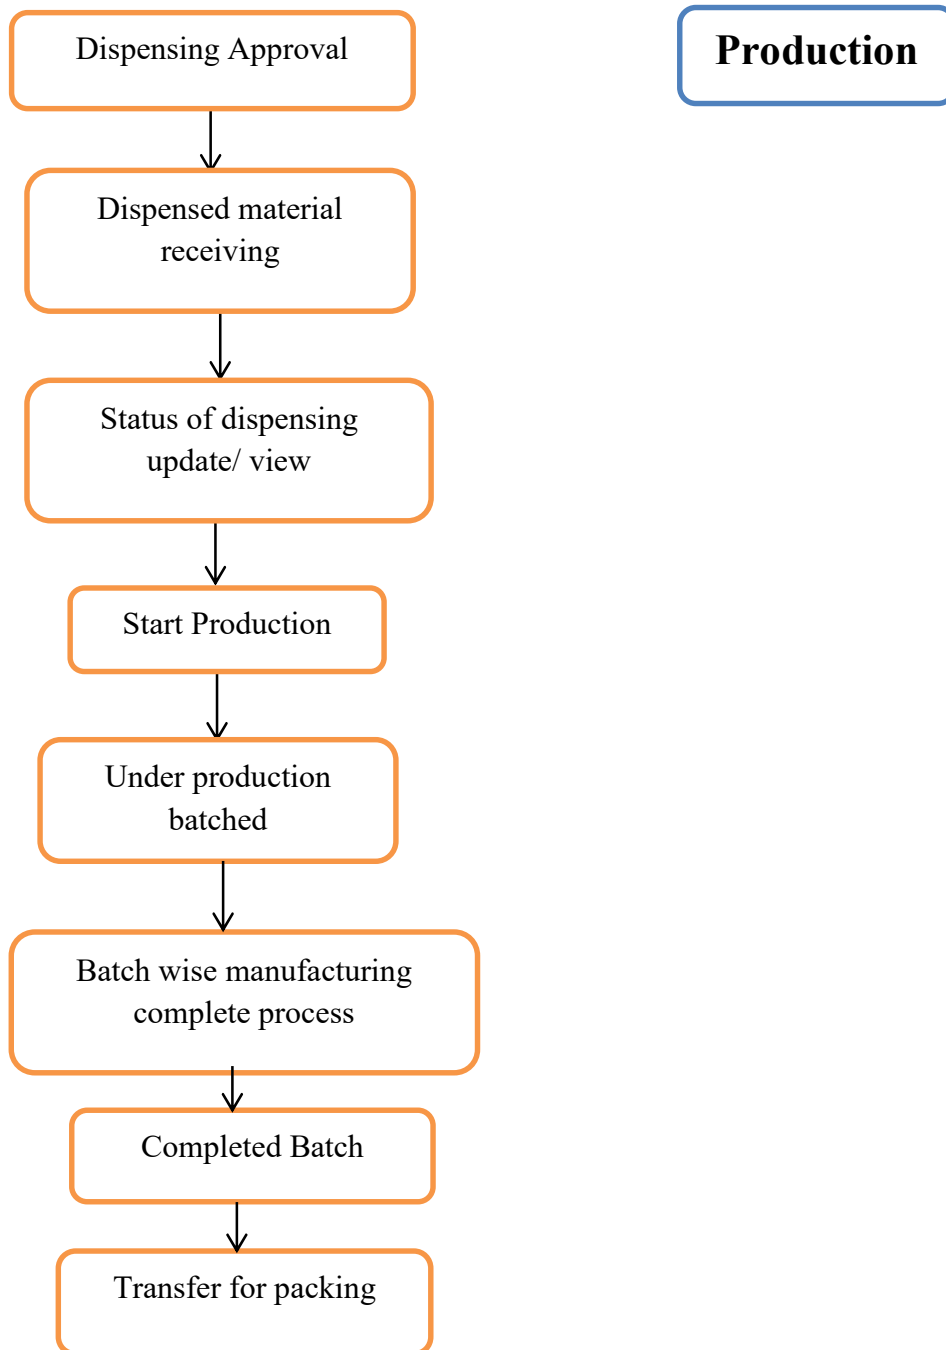 Dispensing Approval
Production
Dispensed material
receiving
Status of dispensing
update/ view
Start Production
Under production
batched
Batch wise manufacturing
complete process
Completed Batch
Transfer for packing